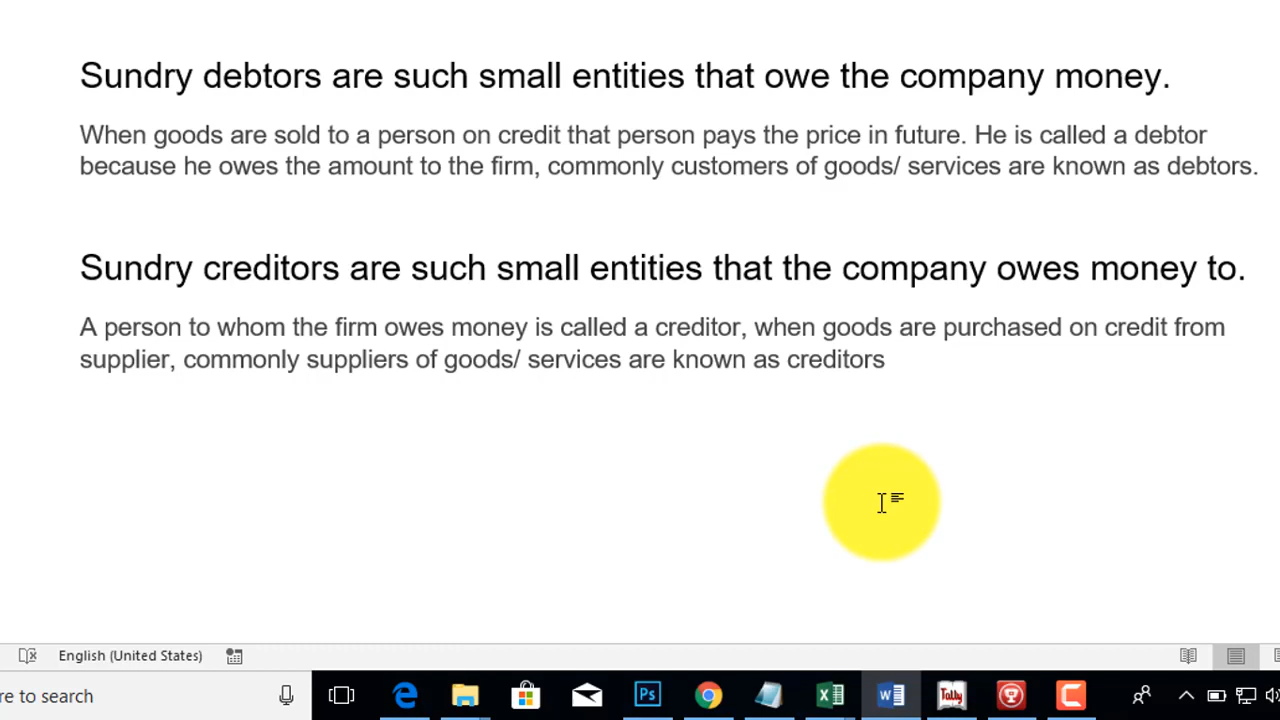 Sundry debtors are such small entities that owe the company money.
When goods are sold to a person on credit that person pays the price in future. He is called a debtor
because he owes the amount to the firm, commonly customers of goods/ services are known as debtors.
Sundry creditors are such small entities that the company owes money to.
A person to whom the firm owes money is called a creditor, when goods are purchased on credit from
supplier, commonly suppliers of goods/ services are known as creditors
English (United States)
re to search
Ps
Tally